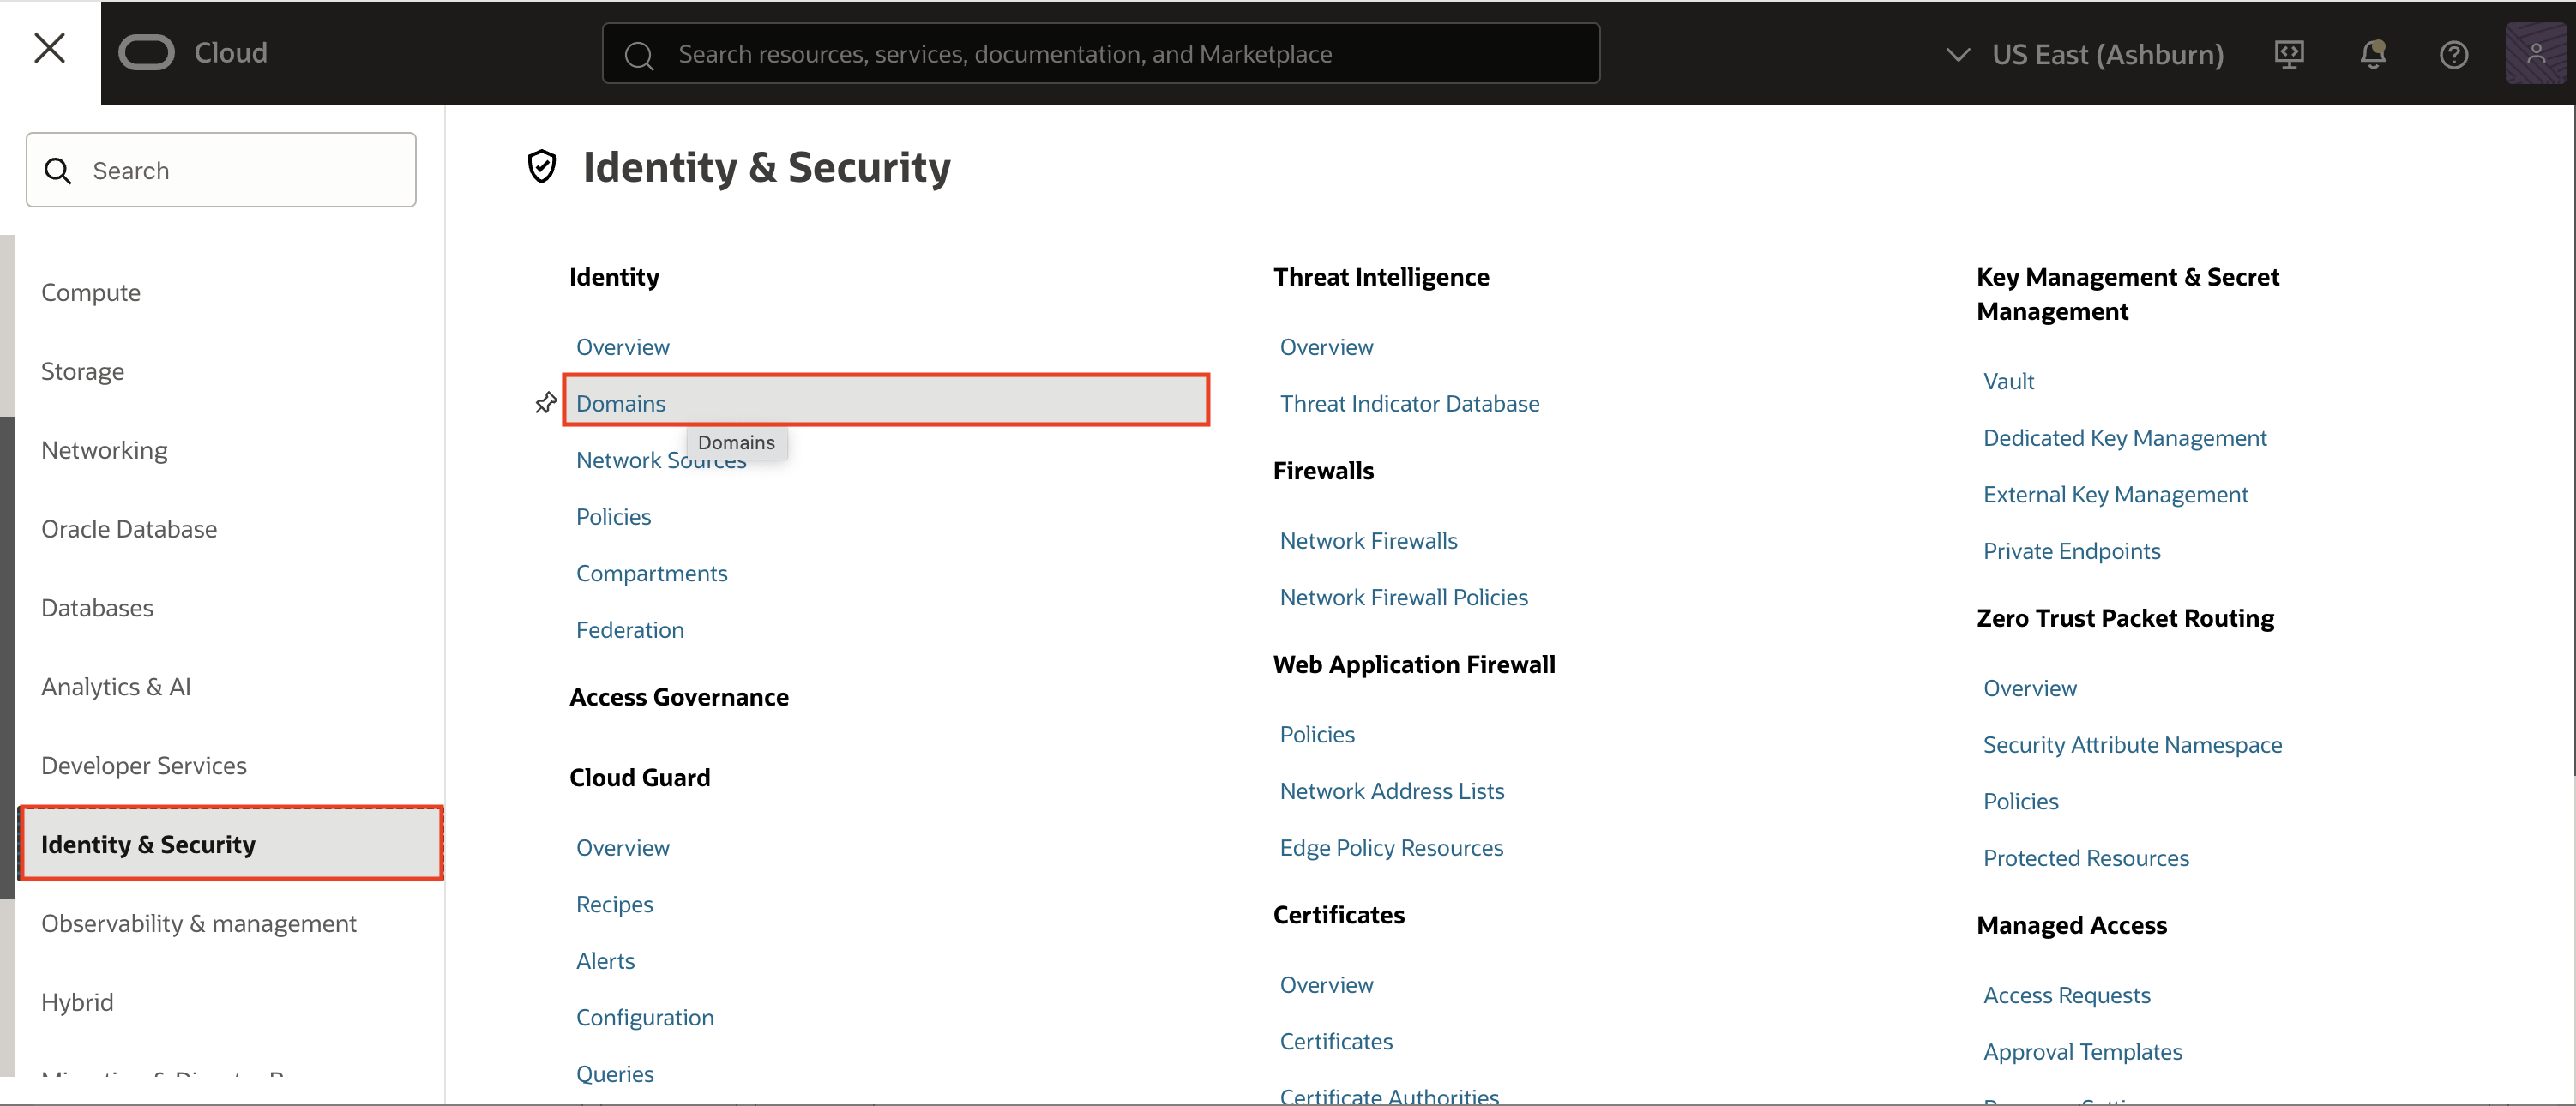 Cloud
Search resources, services, documentation, and Marketplace
US East (Ashburn)
Search
Compute
Storage
Networking
Oracle Database
Databases
Analytics & AI
Developer Services
Identity & Security
Observability & management
Hybrid
Identity & Security
Identity
Overview
Domains
Domains
Network Sources
Policies
Compartments
Federation
Access Governance
Cloud Guard
Overview
Recipes
Alerts
Configuration
Queries
Threat Intelligence
Overview
Threat Indicator Database
Firewalls
Network Firewalls
Network Firewall Policies
Web Application Firewall
Policies
Network Address Lists
Edge Policy Resources
Certificates
Overview
Certificates
Certificate Authorities
Key Management & Secret
Management
Vault
Dedicated Key Management
External Key Management
Private Endpoints
Zero Trust Packet Routing
Overview
Security Attribute Namespace
Policies
Protected Resources
Managed Access
Access Requests
Approval Templates